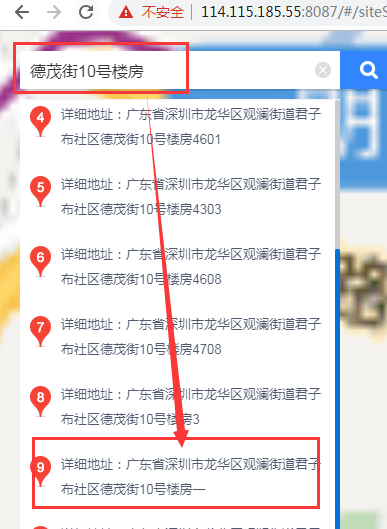 不安全
114.115.185.55:8087/#/siteS
德茂街10号楼房
4
详细地址：广东省深圳市龙华区观澜街道君子
布社区德茂街10号楼房4601
5
详细地址：广东省深圳市龙华区观澜街道君子
布社区德茂街10号楼房4303
6
详细地址：广东省深圳市龙华区观澜街道君子
布社区德茂街10号楼房4608
7
详细地址：广东省深圳市龙华区观澜街道君子
布社区德茂街10号楼房4708
8
详细地址：广东省深圳市龙华区观澜街道君子
布社区德茂街10号楼房3
9
详细地址：广东省深圳市龙华区观澜街道君子
布社区德茂街10号楼房一